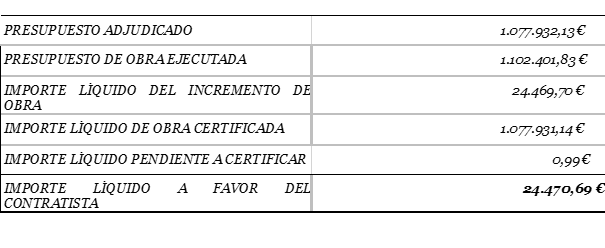 PRESUPUESTO ADJUDICADO 1.077.932,13 €
PRESUPUESTO DE OBRA EJECUTADA 1.102.401,83 €
IMPORTE LÌQUIDO DEL INCREMENTO DE
OBRA 24.469,70 €
IMPORTE LÌQUIDO DE OBRA CERTIFICADA 1.077.931,14 €
IMPORTE LÌQUIDO PENDIENTE A CERTIFICAR 0,99 €
IMPORTE LÌQUIDO A FAVOR DEL
CONTRATISTA 24.470,69 €